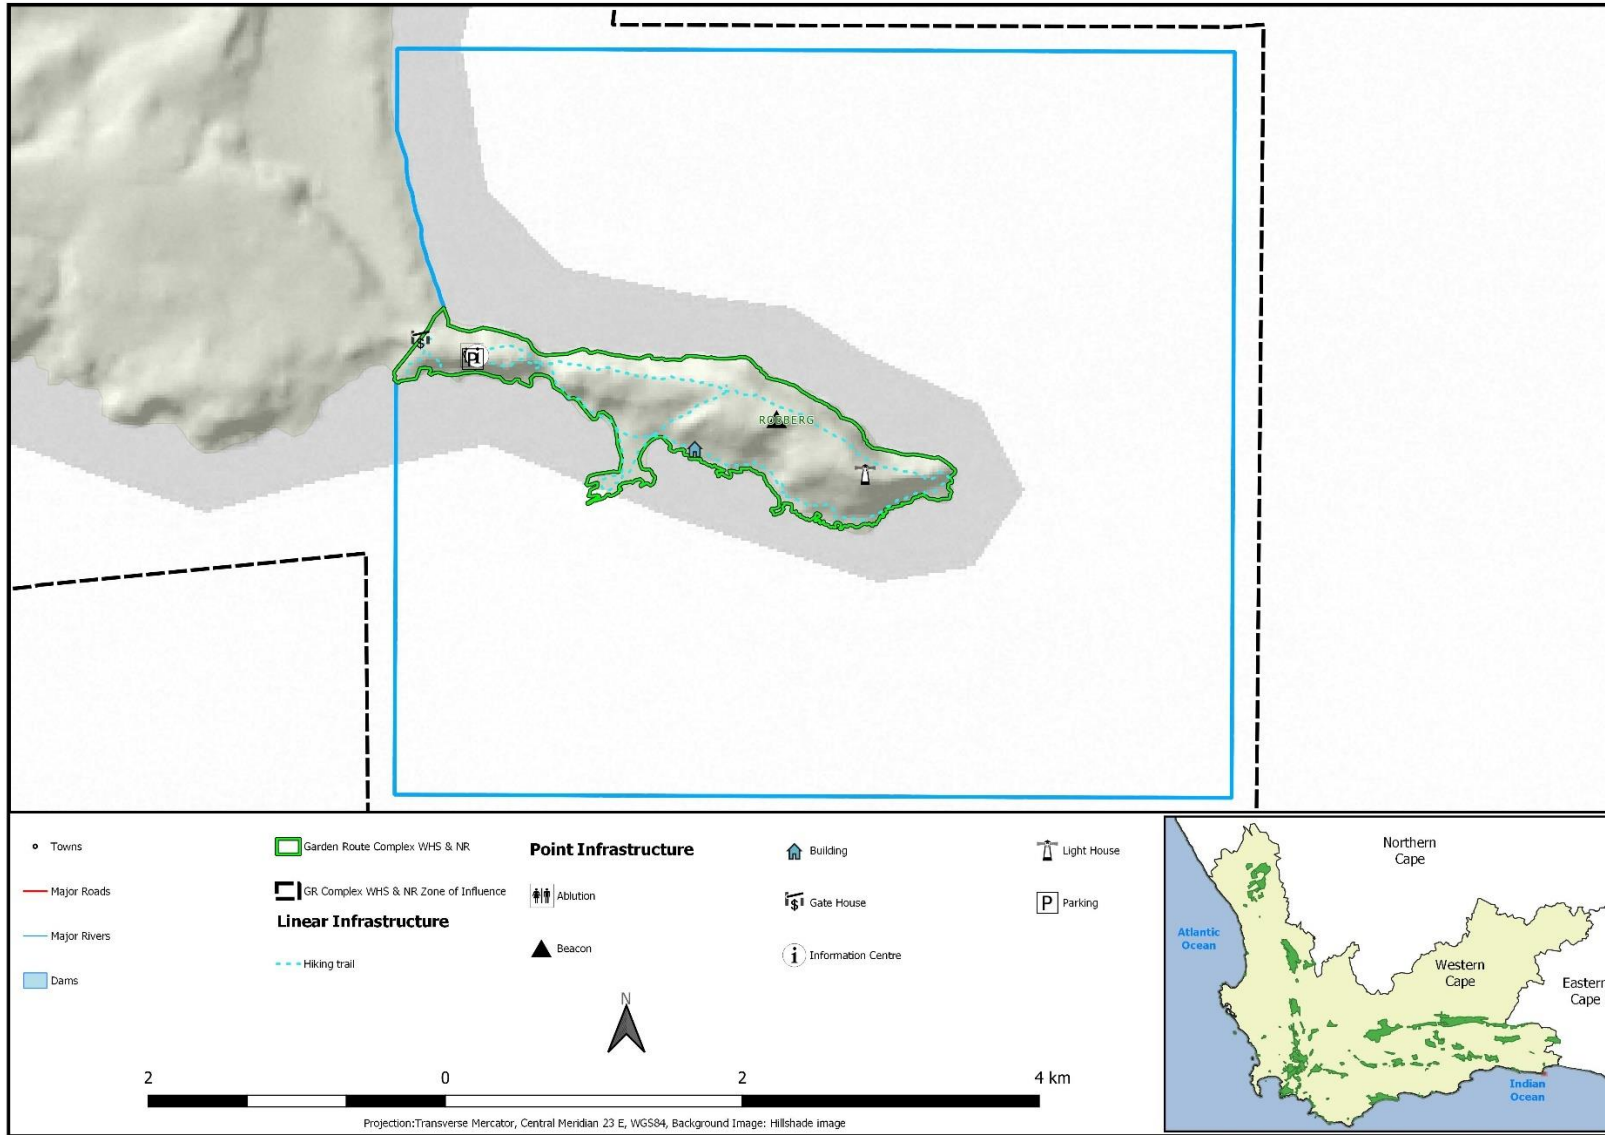 ROBBERG
Towns
Major Roads
Major Rivers
Dams
Garden Route Complex WHS & NR
GR Complex WHS & NR Zone of Influence
Linear Infrastructure
Hiking trail
Point Infrastructure
Ablution
Beacon
Building
Gate House
Information Centre
Light House
P Parking
N
2 0 2 4 km
Projection:Transverse Mercator, Central Meridian 23 E, WGS84, Background Image: Hillshade image
Northern
Cape
Atlantic
Ocean
Western
Cape
Eastern
Cape
Indian
Ocean